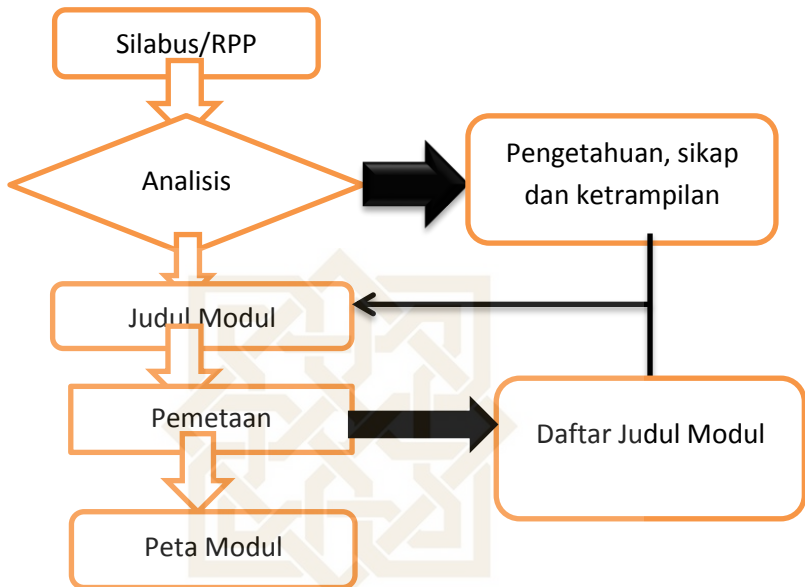 Silabus/RPP
Analisis
Pengetahuan, sikap
dan ketrampilan
Judul Modul
Pemetaan
Daftar Judul Modul
Peta Modul